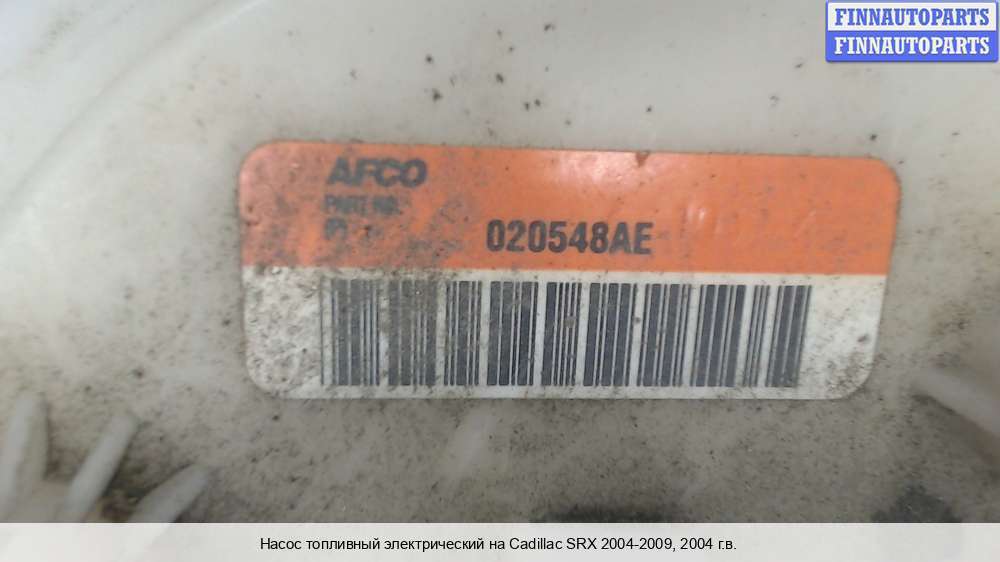 FINNAUTOPARTS
FINNAUTOPARTS
AFCO
PART NO.
020548AE
Насос топливный электрический на Cadillac SRX 2004-2009, 2004 г.в.